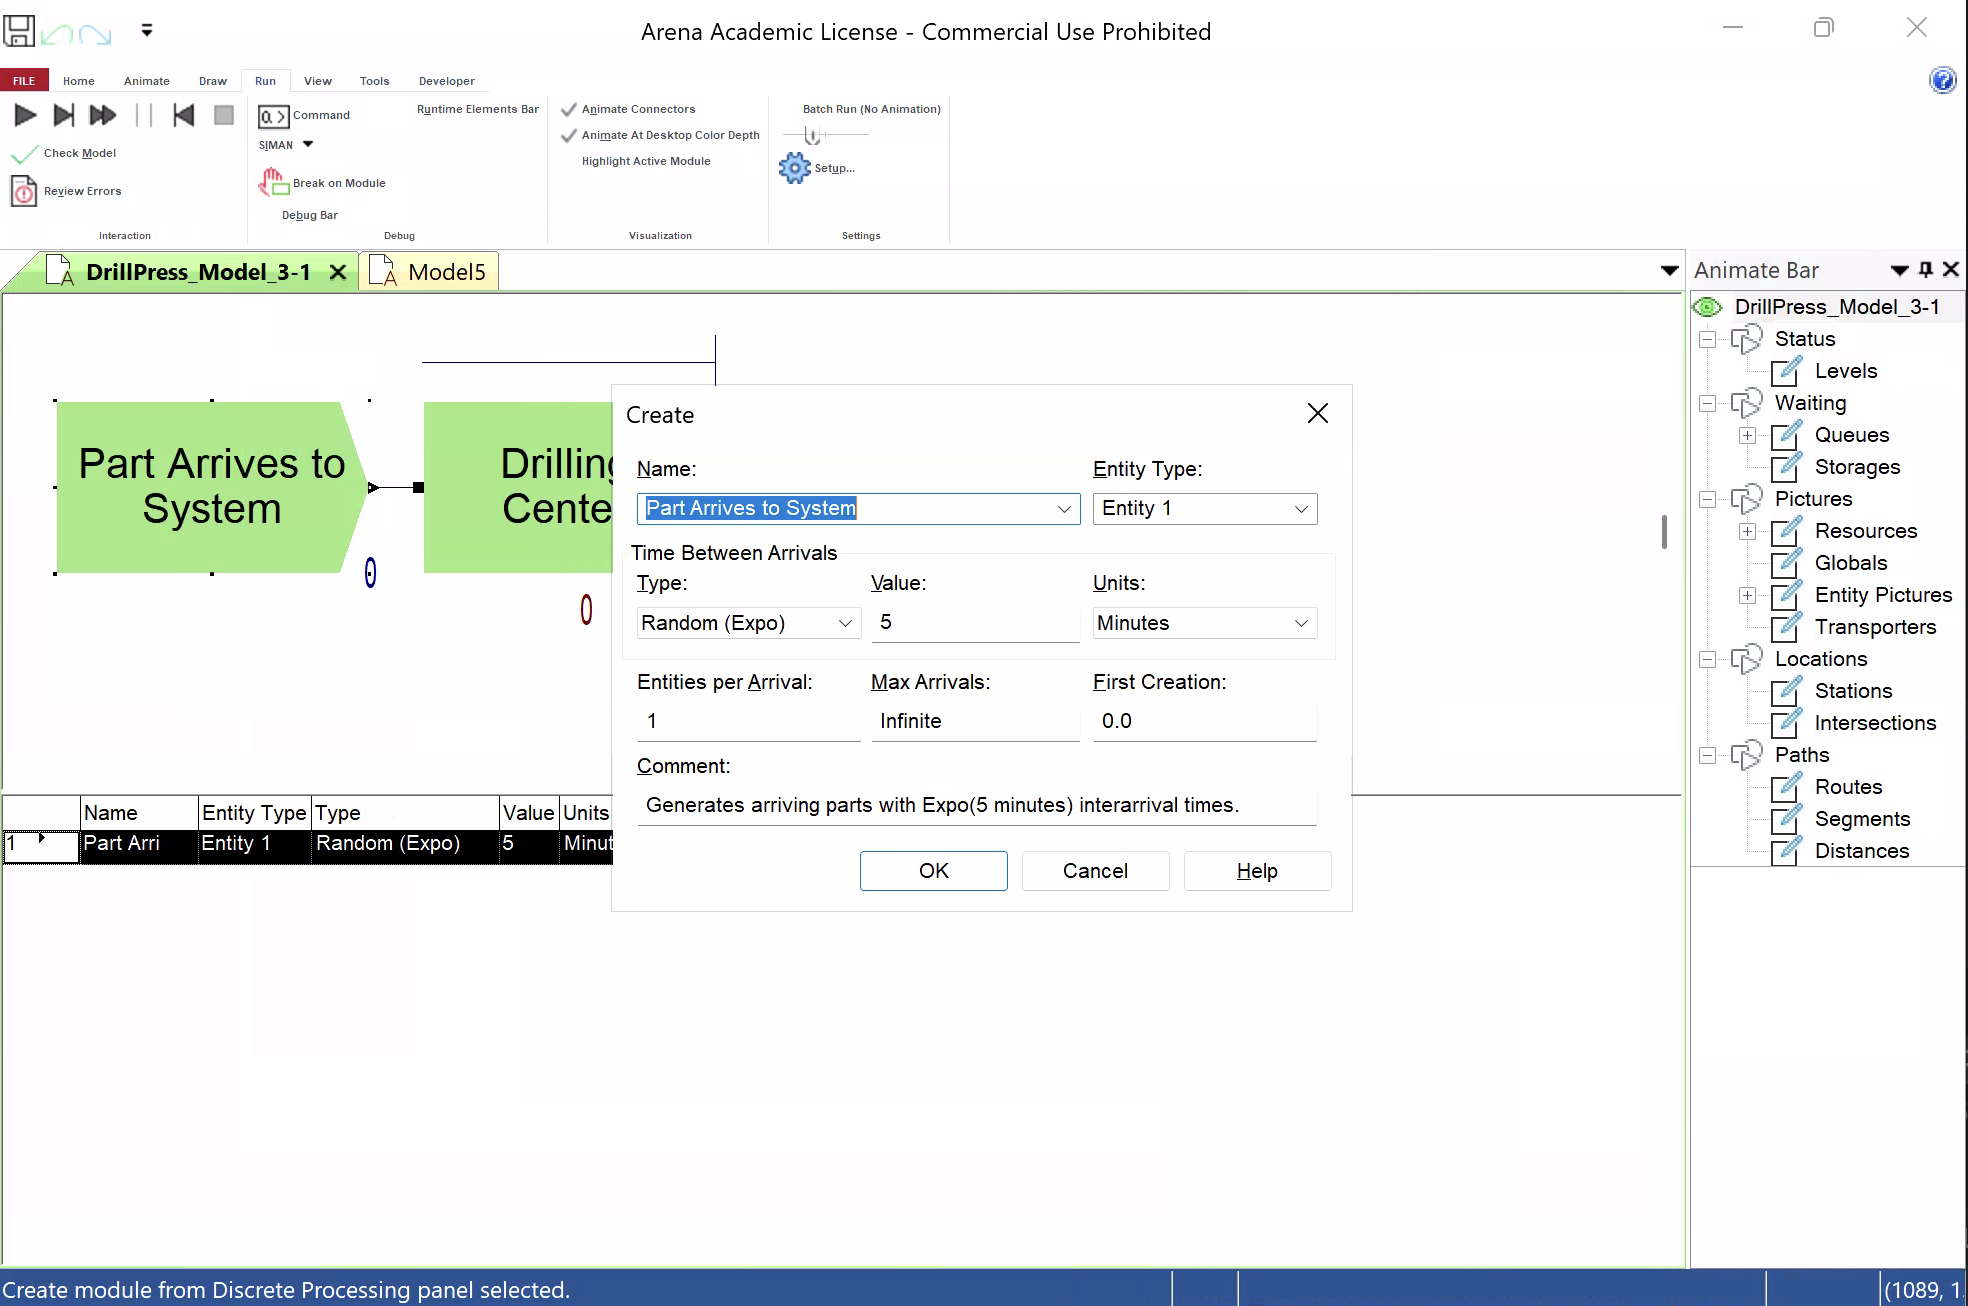 Arena Academic License - Commercial Use Prohibited
FILE Home Animate Draw Run View Tools Developer
Command
SIMAN
Break on Module
Debug Bar
Check Model
Review Errors
Interaction
Debug
Runtime Elements Bar
Animate Connectors
Animate At Desktop Color Depth
Highlight Active Module
Visualization
Batch Run (No Animation)
Setup...
Settings
DrillPress_Model_3-1
Model5
Part Arrives to
System
0
Drilling
Cente
0
Create
Name: Entity Type:
Part Arrives to System Entity 1
Time Between Arrivals
Type: Value: Units:
Random (Expo) 5 Minutes
Entities per Arrival: Max Arrivals: First Creation:
1 Infinite 0.0
Comment:
Generates arriving parts with Expo(5 minutes) interarrival times.
OK Cancel Help
Name Entity Type Type Value Units
1 Part Arri Entity 1 Random (Expo) 5 Minut
Animate Bar
DrillPress_Model_3-1
Status
Levels
Waiting
Queues
Storages
Pictures
Resources
Globals
Entity Pictures
Transporters
Locations
Stations
Intersections
Paths
Routes
Segments
Distances
Create module from Discrete Processing panel selected.
(1089, 1